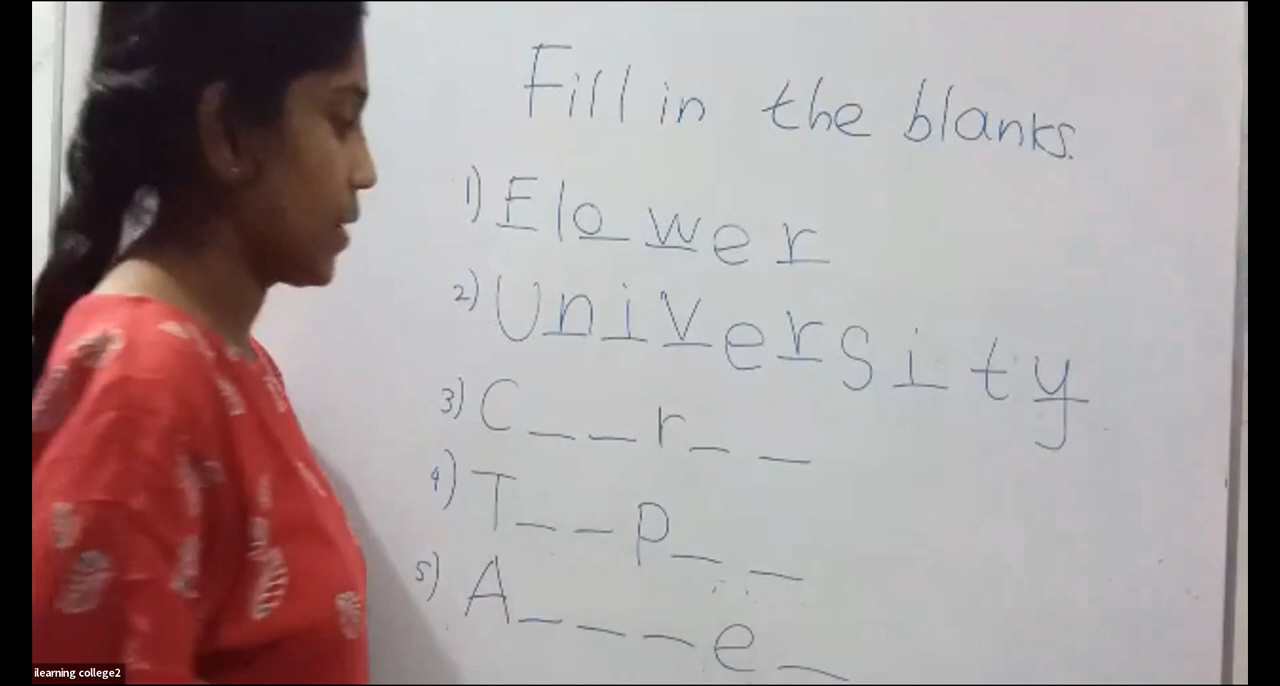 Fill in the blanks.
1) Flower
2) University
3) C _ _ r _ _
4) T _ _ p _ _
5) A _ _ _ e _
ilearning college2